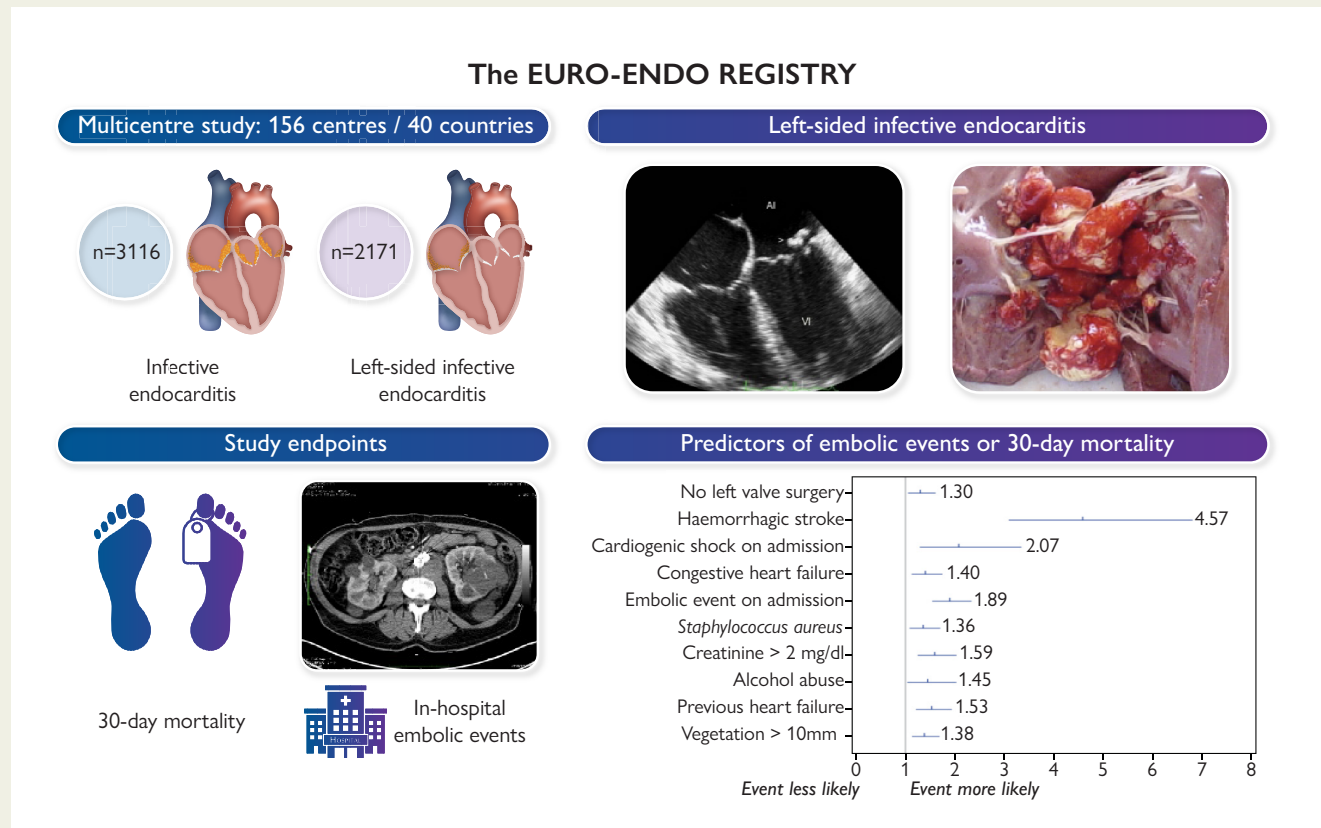 The EURO-ENDO REGISTRY
Multicentre study: 156 centres / 40 countries
n=3116
n=2171
Infective
endocarditis
Left-sided infective
endocarditis
Left-sided infective endocarditis
AI
>
VI
Study endpoints
30-day mortality
HOSPITAL
In-hospital
embolic events
Predictors of embolic events or 30-day mortality
No left valve surgery 1.30
Haemorrhagic stroke 4.57
Cardiogenic shock on admission 2.07
Congestive heart failure 1.40
Embolic event on admission 1.89
Staphylococcus aureus 1.36
Creatinine > 2 mg/dl 1.59
Alcohol abuse 1.45
Previous heart failure 1.53
Vegetation > 10mm 1.38
0 1 2 3 4 5 6 7 8
Event less likely Event more likely